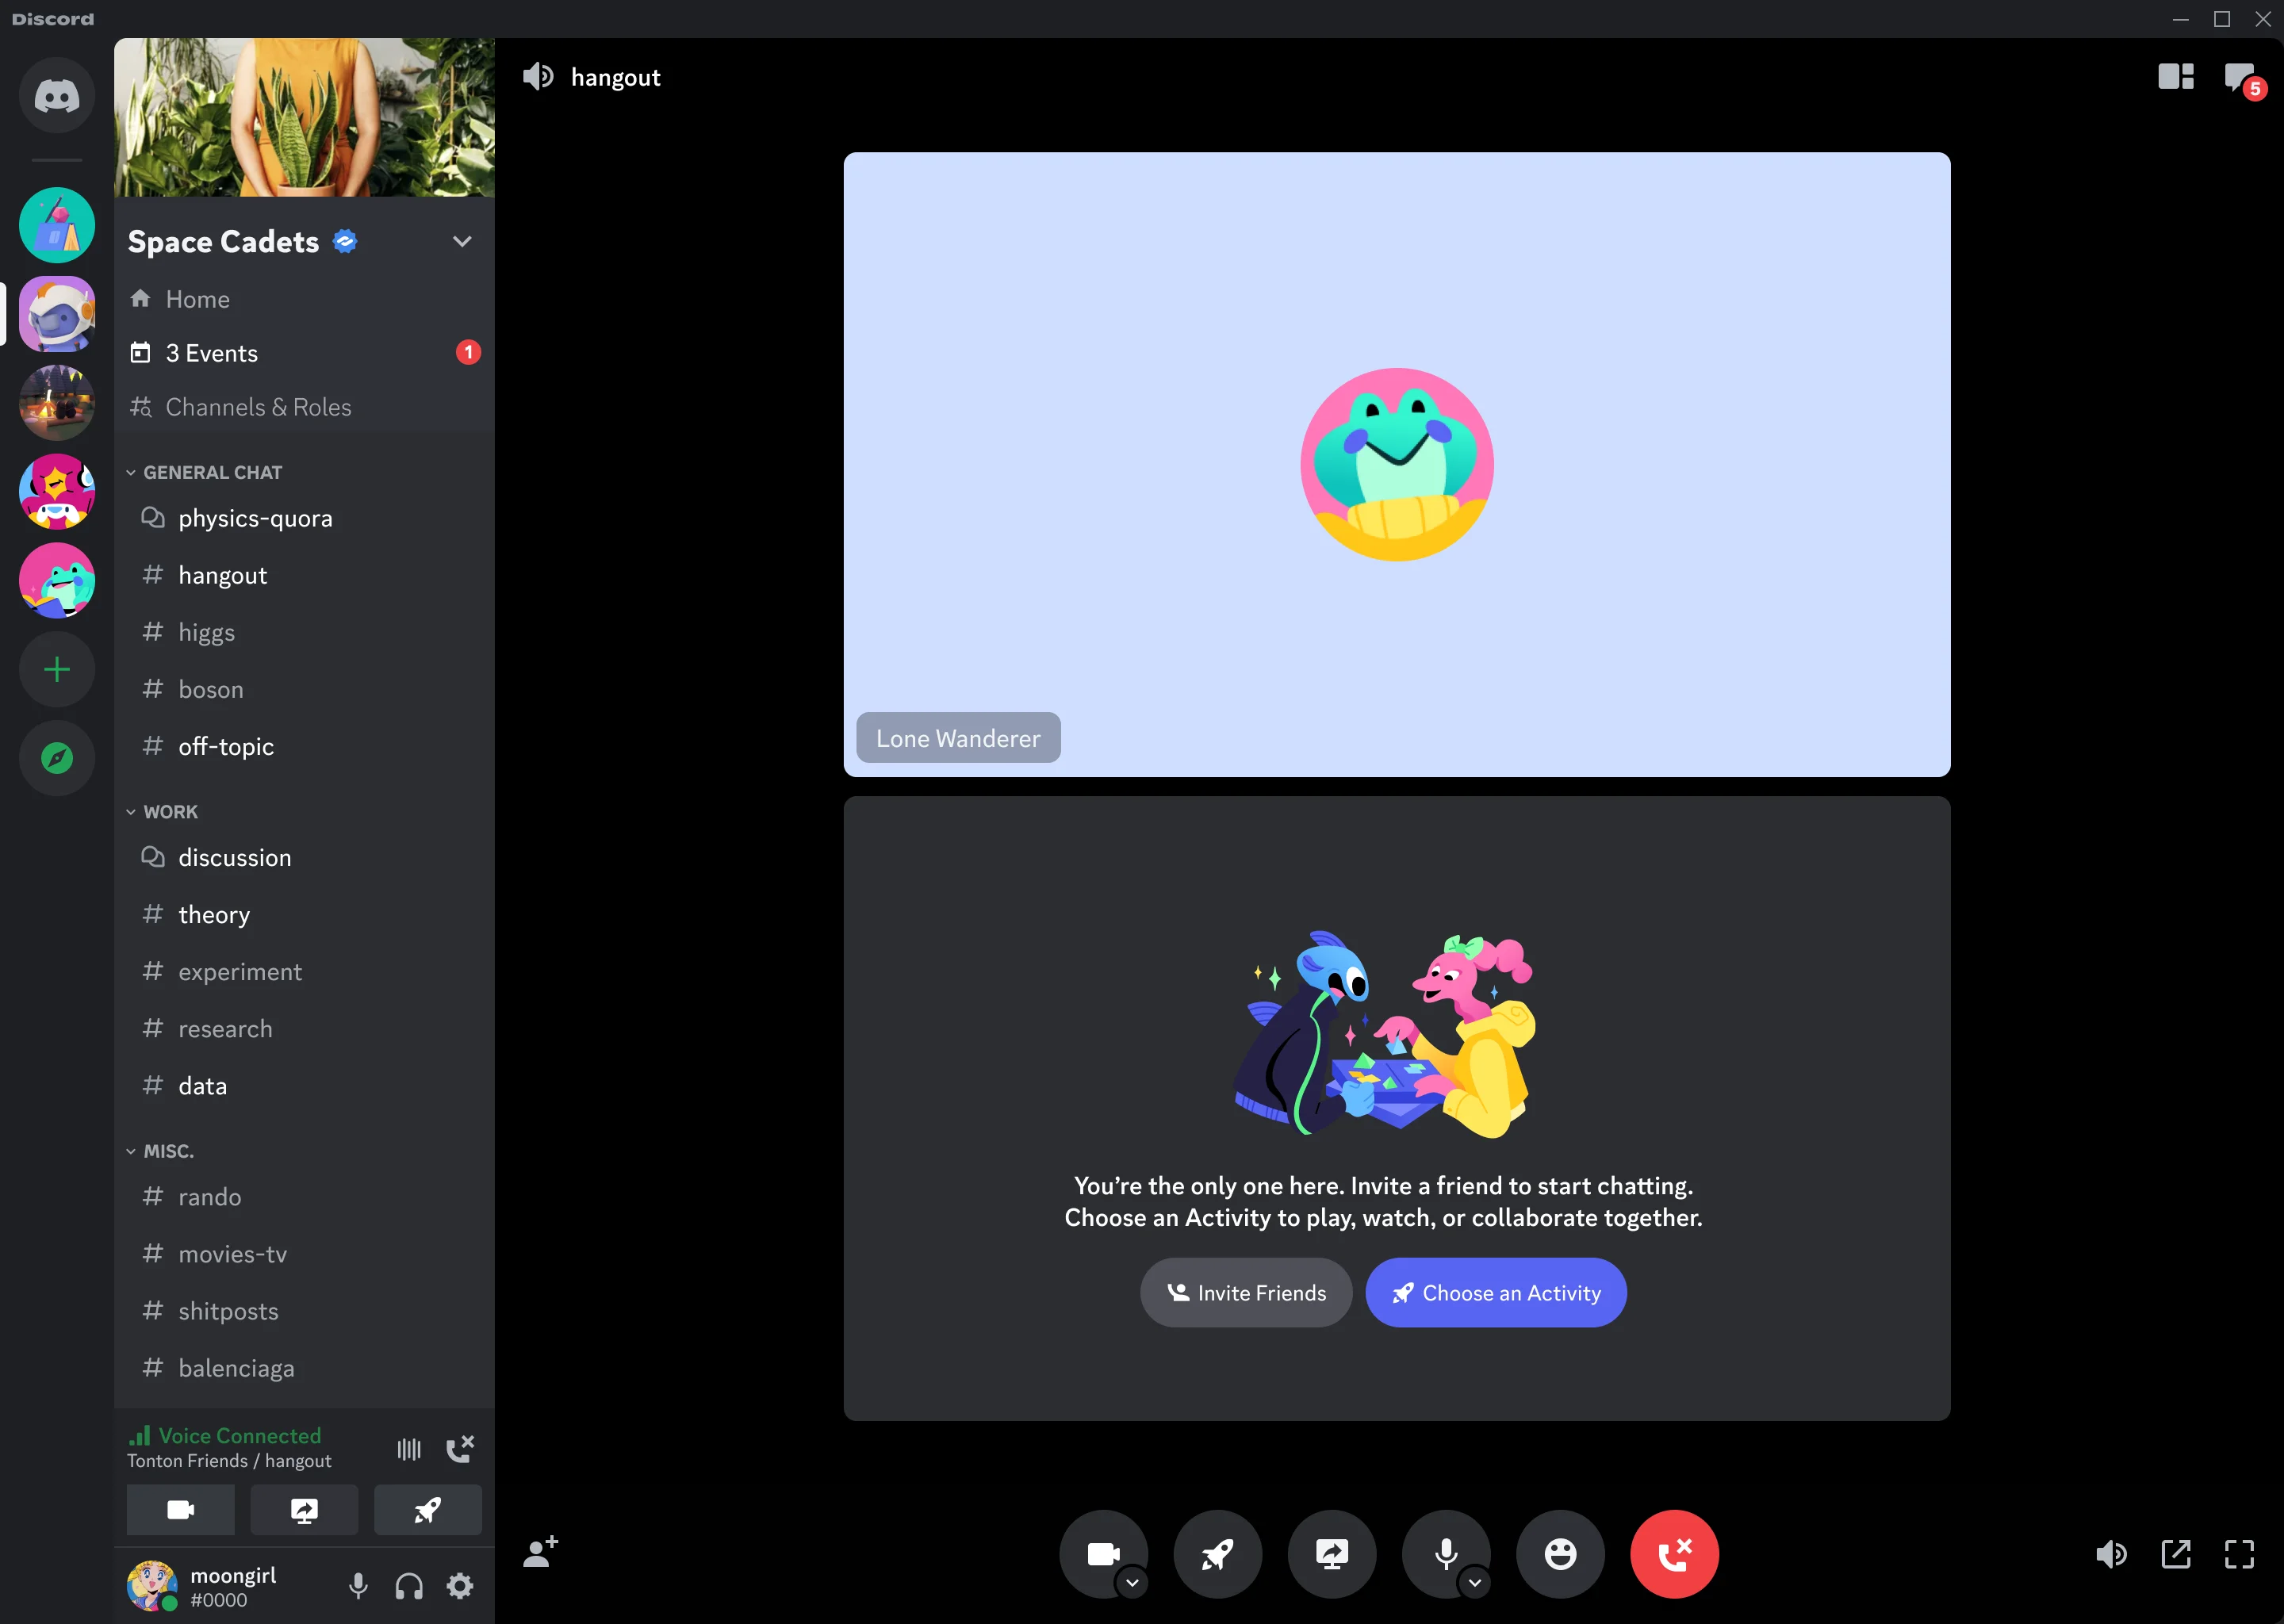 Discord
hangout
5
Space Cadets
Home
3 Events
1
Channels & Roles
GENERAL CHAT
physics-quora
hangout
higgs
boson
off-topic
WORK
discussion
theory
experiment
research
data
MISC.
rando
movies-tv
shitposts
balenciaga
Voice Connected
Tonton Friends / hangout
moongirl
#0000
Lone Wanderer
You’re the only one here. Invite a friend to start chatting.
Choose an Activity to play, watch, or collaborate together.
Invite Friends
Choose an Activity